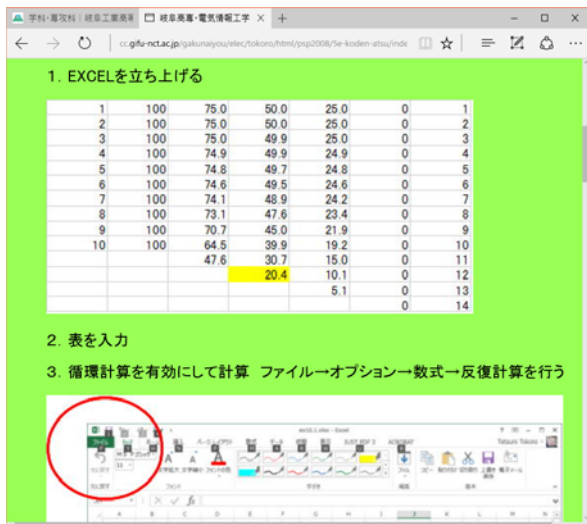 学科・専攻科 | 岐阜工業高専
岐阜高専・電気情報工学
cc.gifu-nct.ac.jp/gakunaiyou/elec/tokoro/html/psp2008/5e-koden-atsu/inde
1. EXCELを立ち上げる
1 100 75.0 50.0 25.0 0 1
2 100 75.0 50.0 25.0 0 2
3 100 75.0 49.9 25.0 0 3
4 100 74.9 49.9 24.9 0 4
5 100 74.8 49.7 24.8 0 5
6 100 74.6 49.5 24.6 0 6
7 100 74.1 48.9 24.2 0 7
8 100 73.1 47.6 23.4 0 8
9 100 70.7 45.0 21.9 0 9
10 100 64.5 39.9 19.2 0 10
47.6 30.7 15.0 0 11
20.4 10.1 0 12
5.1 0 13
0 14
2. 表を入力
3. 循環計算を有効にして計算 ファイル→オプション→数式→反復計算を行う
ファイル
JUST PDF 3 ACROBAT
Tatsuro Tokoro
11
A B C D E F G H I J K L M N